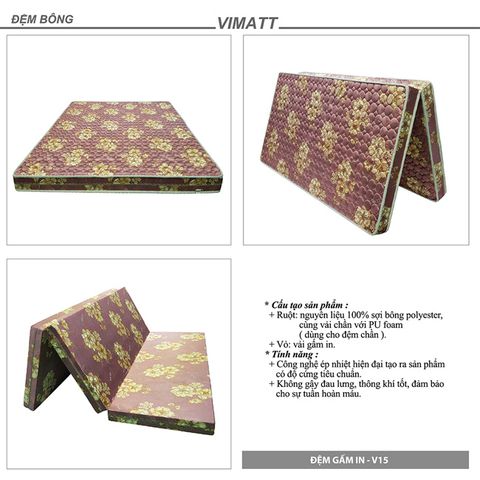 ĐỆM BÔNG
VIMATT
* Cấu tạo sản phẩm :
+ Ruột: nguyên liệu 100% sợi bông polyester,
cùng vải chần với PU foam
( dùng cho đệm chần ).
+ Vỏ: vải gấm in.
* Tính năng :
+ Công nghệ ép nhiệt hiện đại tạo ra sản phẩm
có độ cứng tiêu chuẩn.
+ Không gây đau lưng, thông khí tốt, đảm bảo
cho sự tuần hoàn máu.
ĐỆM GẤM IN - V15